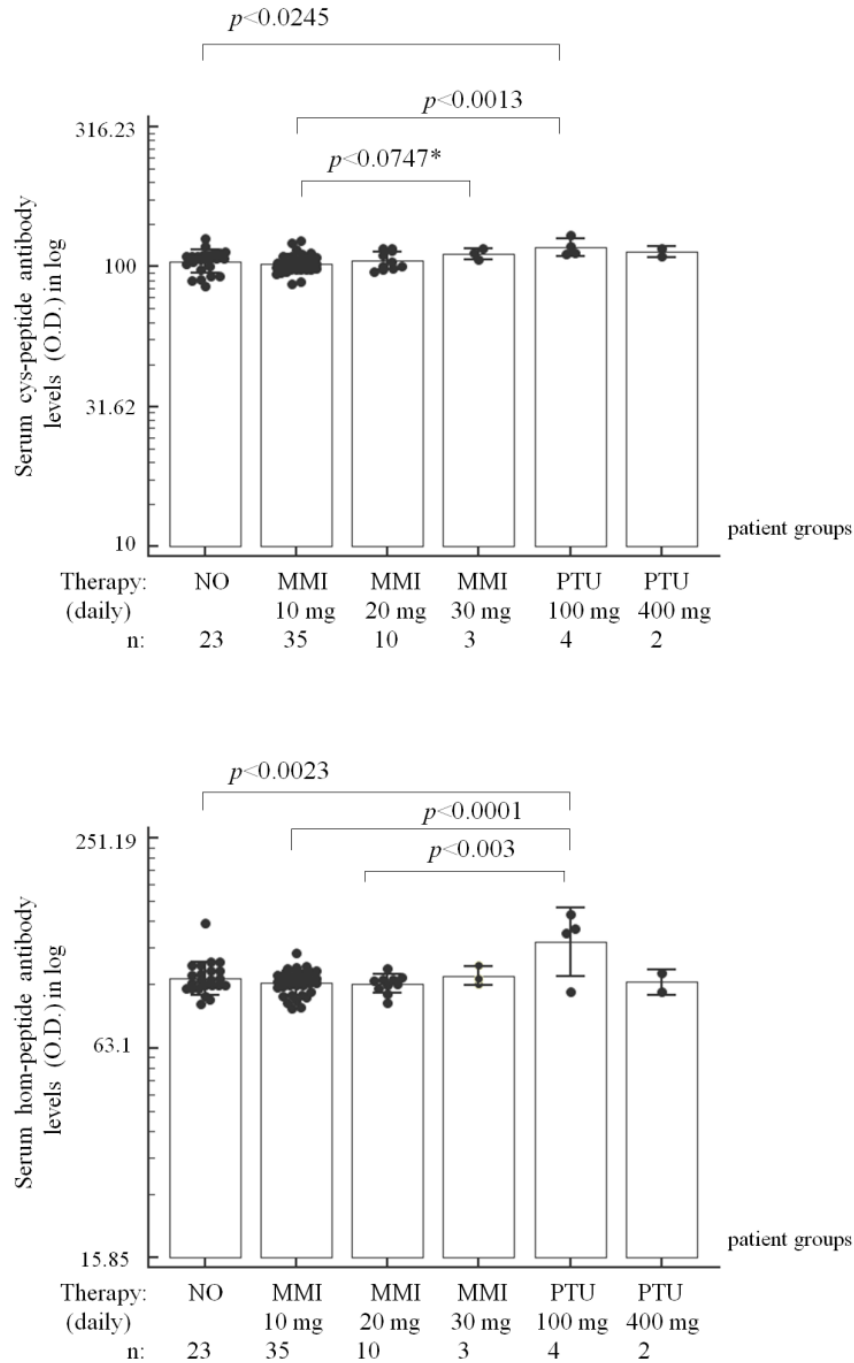 p<0.0245
p<0.0013
p<0.0747*
316.23
100
31.62
10
Serum cys-peptide antibody
levels (O.D.) in log
patient groups
Therapy: NO MMI MMI MMI PTU PTU
(daily) 10 mg 20 mg 30 mg 100 mg 400 mg
n: 23 35 10 3 4 2
p<0.0023
p<0.0001
p<0.003
251.19
63.1
15.85
Serum hom-peptide antibody
levels (O.D.) in log
patient groups
Therapy: NO MMI MMI MMI PTU PTU
(daily) 10 mg 20 mg 30 mg 100 mg 400 mg
n: 23 35 10 3 4 2